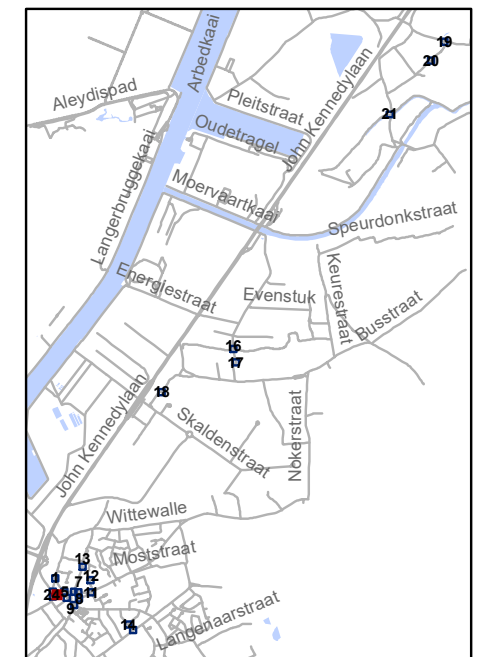 19
20
Arbedkaai
John Kennedylaan
Aleydispad
Pleitstraat
21
Oudetragel
Langerbruggekaai
Moervaartkaai
Speurdonkstraat
Energiestraat
Evenstuk
Keurestraat
Busstraat
16
17
18
John Kennedylaan
Skaldenstraat
Nokerstraat
Wittewalle
Moststraat
13
12
7
11
8
9
14
Langenaarstraat